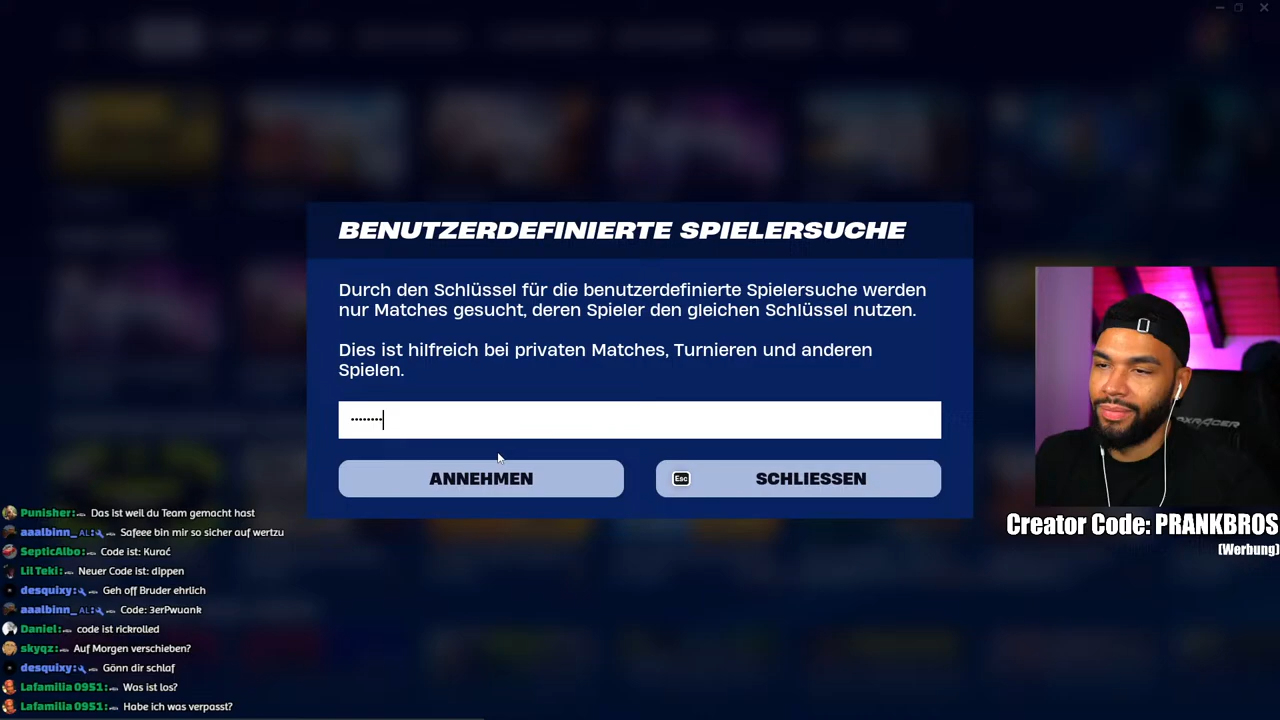 BENUTZERDEFINIERTE SPIELERSUCHE
Durch den Schlüssel für die benutzerdefinierte Spielersuche werden
nur Matches gesucht, deren Spieler den gleichen Schlüssel nutzen.
Dies ist hilfreich bei privaten Matches, Turnieren und anderen
Spielen.
ANNEHMEN
Esc SCHLIESSEN
Punisher: Das ist weil du Team gemacht hast
aaalbinn_AL: Safeee bin mir so sicher auf wertzu
SepticAlbo: Code ist: Kurać
Lil Teki: Neuer Code ist: dippen
desquixy: Geh off Bruder ehrlich
aaalbinn_AL: Code: 3erPwuank
Daniel: code ist rickrolled
skyqz: Auf Morgen verschieben?
desquixy: Gönn dir schlaf
Lafamilia 0951: Was ist los?
Lafamilia 0951: Habe ich was verpasst?
Creator Code: PRANKBROS
(Werbung)